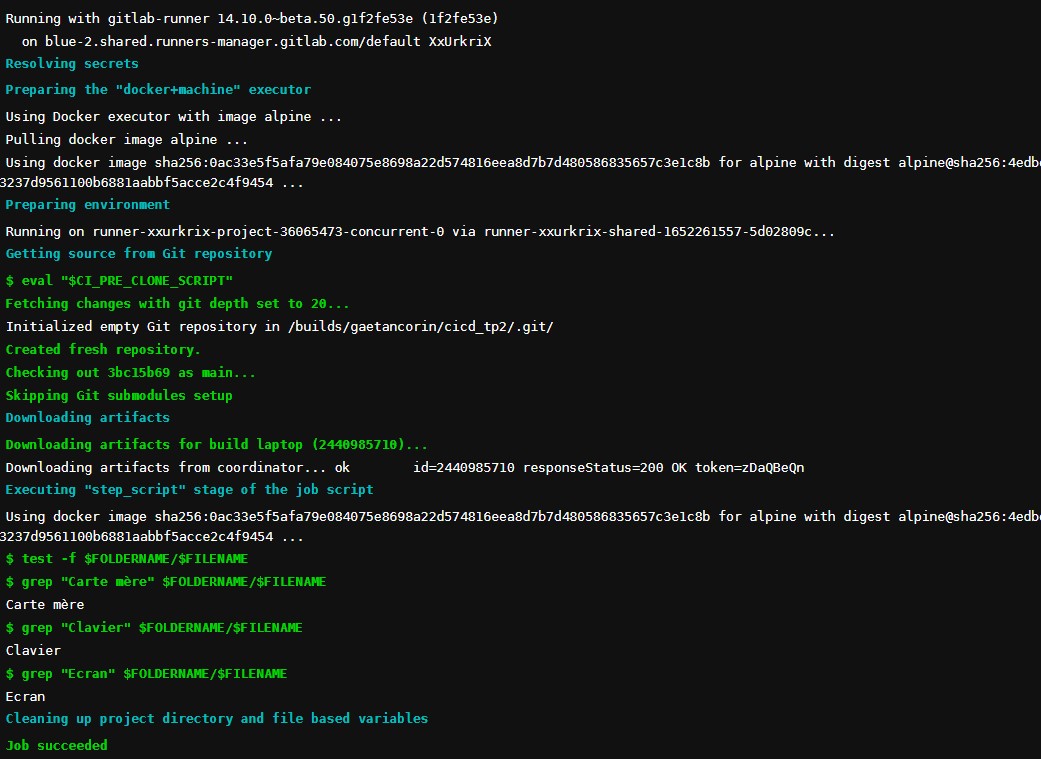 Running with gitlab-runner 14.10.0~beta.50.g1f2fe53e (1f2fe53e)
on blue-2.shared.runners-manager.gitlab.com/default XxUrkriX
Resolving secrets
Preparing the "docker+machine" executor
Using Docker executor with image alpine ...
Pulling docker image alpine ...
Using docker image sha256:0ac33e5f5afa79e084075e8698a22d574816eea8d7b7d480586835657c3e1c8b for alpine with digest alpine@sha256:4edb
3237d9561100b6881aabbf5acce2c4f9454 ...
Preparing environment
Running on runner-xxurkrix-project-36065473-concurrent-0 via runner-xxurkrix-shared-1652261557-5d02809c...
Getting source from Git repository
$ eval "$CI_PRE_CLONE_SCRIPT"
Fetching changes with git depth set to 20...
Initialized empty Git repository in /builds/gaetancorin/cicd_tp2/.git/
Created fresh repository.
Checking out 3bc15b69 as main...
Skipping Git submodules setup
Downloading artifacts
Downloading artifacts for build laptop (2440985710)...
Downloading artifacts from coordinator... ok        id=2440985710 responseStatus=200 OK token=zDaQBeQn
Executing "step_script" stage of the job script
Using docker image sha256:0ac33e5f5afa79e084075e8698a22d574816eea8d7b7d480586835657c3e1c8b for alpine with digest alpine@sha256:4edb
3237d9561100b6881aabbf5acce2c4f9454 ...
$ test -f $FOLDERNAME/$FILENAME
$ grep "Carte mère" $FOLDERNAME/$FILENAME
Carte mère
$ grep "Clavier" $FOLDERNAME/$FILENAME
Clavier
$ grep "Ecran" $FOLDERNAME/$FILENAME
Ecran
Cleaning up project directory and file based variables
Job succeeded